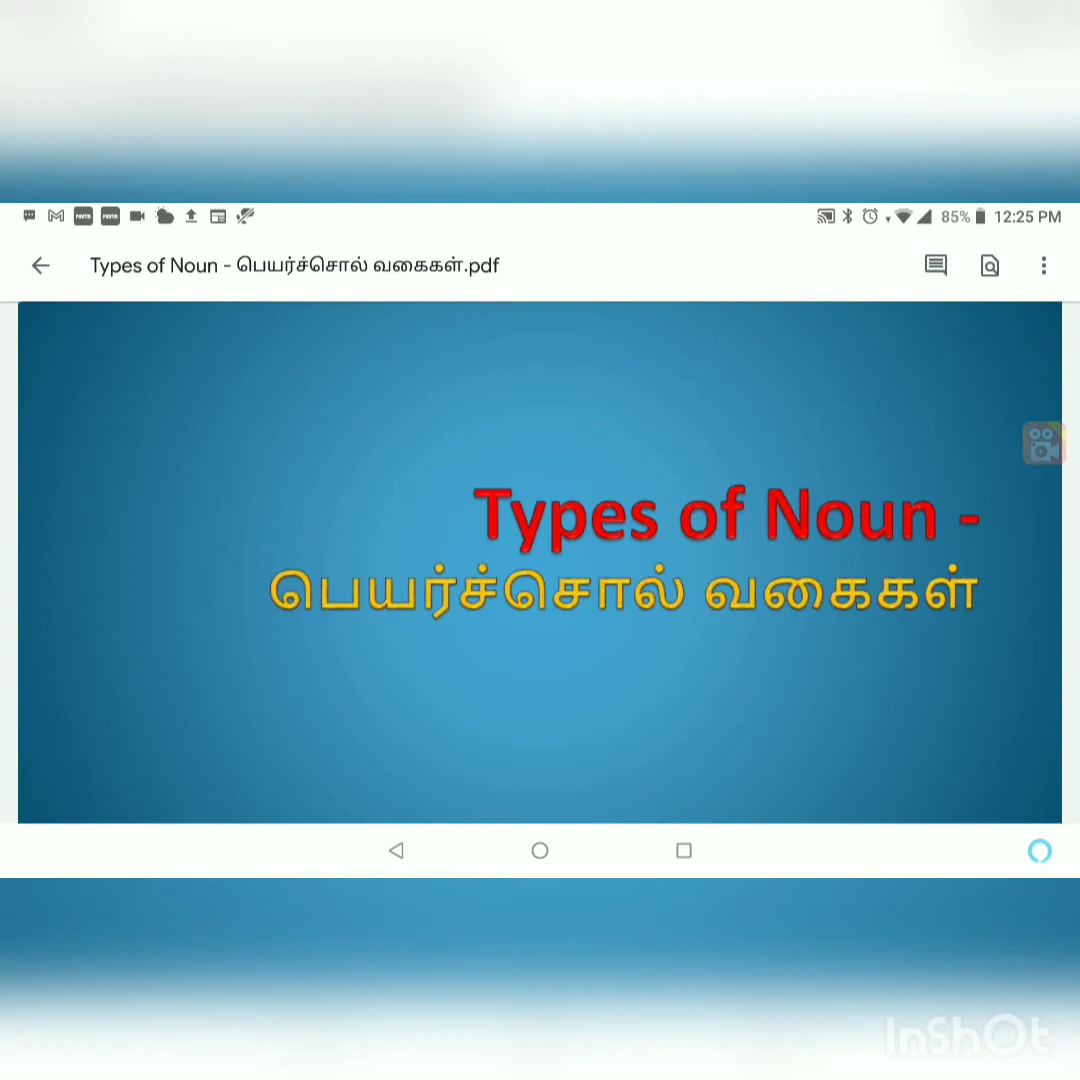 85% 12:25 PM
Types of Noun - பெயர்ச்சொல் வகைகள்.pdf
Types of Noun -
பெயர்ச்சொல் வகைகள்
InShOt